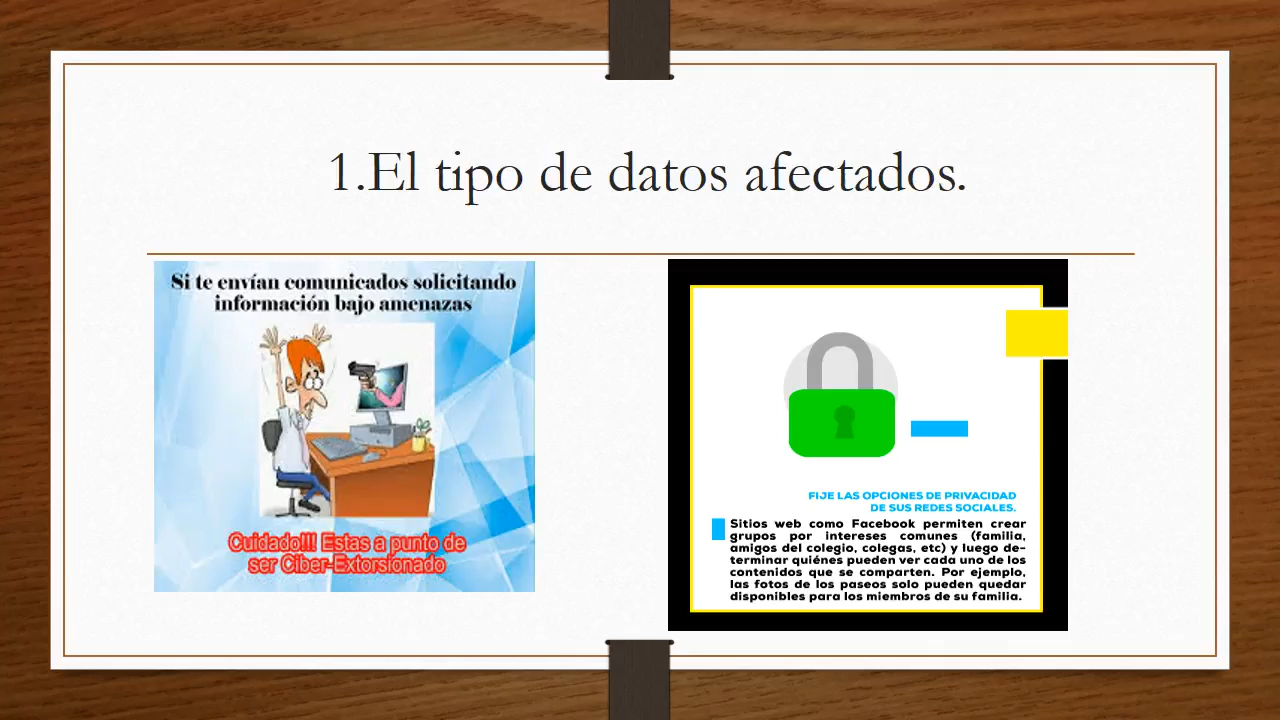 1.El tipo de datos afectados.
Si te envían comunicados solicitando
información bajo amenazas
Cuidado!!! Estas a punto de
ser Ciber-Extorsionado
FIJE LAS OPCIONES DE PRIVACIDAD
DE SUS REDES SOCIALES.
Sitios web como Facebook permiten crear
grupos por intereses comunes (familia,
amigos del colegio, colegas, etc) y luego de-
terminar quiénes pueden ver cada uno de los
contenidos que se comparten. Por ejemplo,
las fotos de los paseos solo pueden quedar
disponibles para los miembros de su familia.